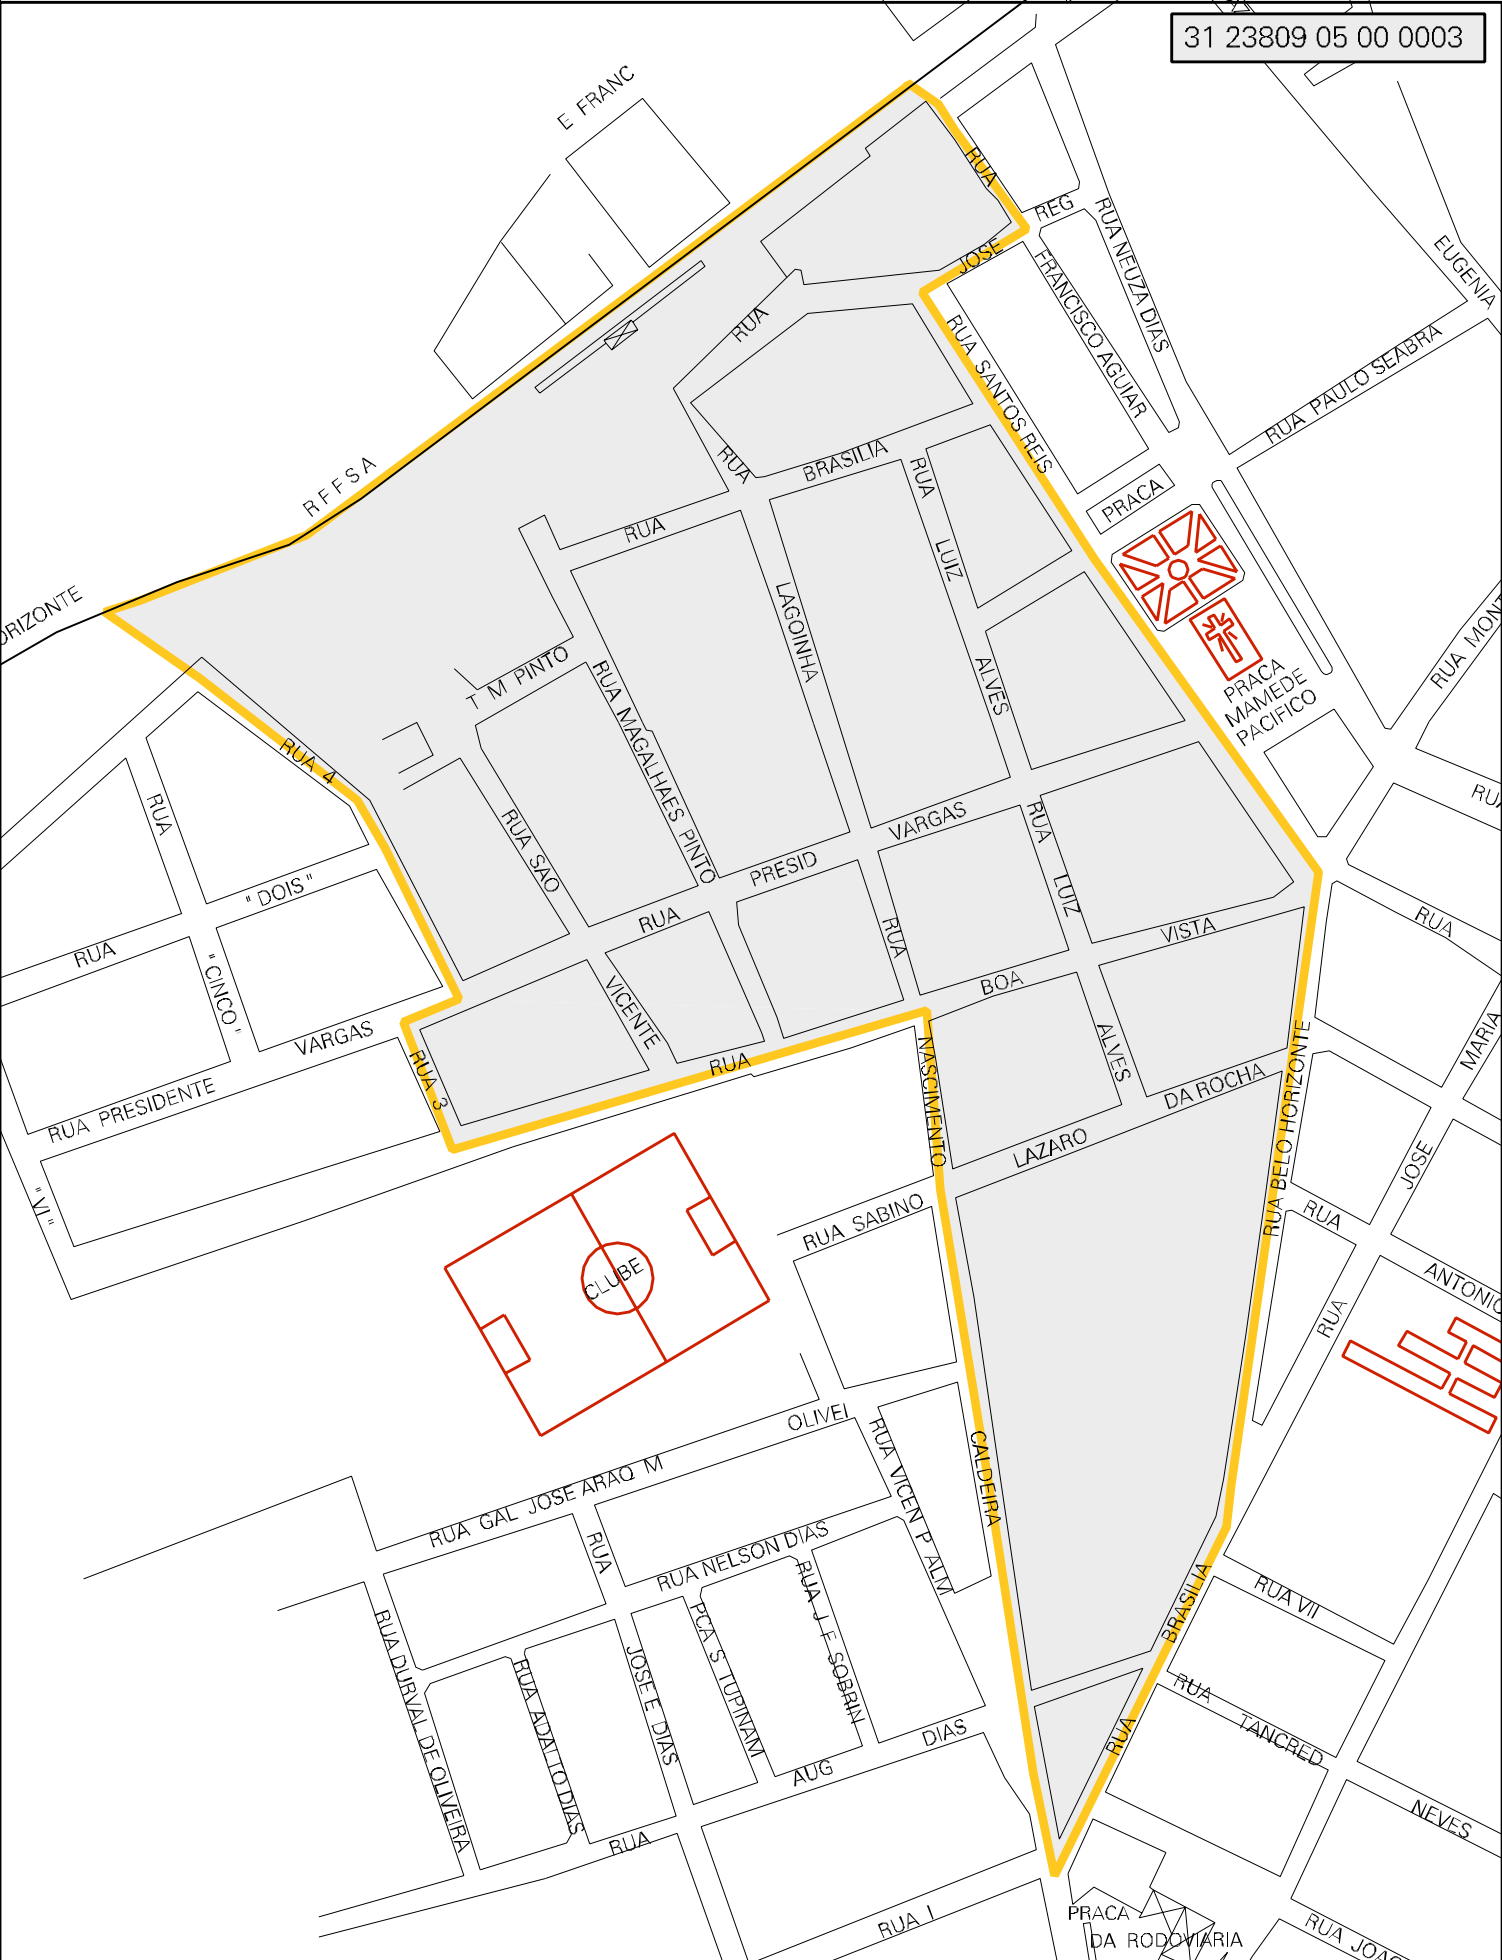 31 23809 05 00 0003
E FRANC
RUA
REG
RUA NEUZA DIAS
JOSE
FRANCISCO AGUIAR
EUGENIA
RUA
RUA SANTOS REIS
RUA PAULO SEABRA
R F F S A
RUA
BRASILIA
RUA
PRACA
RUA
LUIZ
ORIZONTE
LAGOINHA
T M PINTO
ALVES
RUA MONT
RUA MAGALHAES PINTO
PRACA
MAMEDE
PACIFICO
RUA 4
RUA
RUA
RUA SAO
VARGAS
RUA
PRESID
" DOIS "
LUIZ
RUA
RUA
RUA
VISTA
RUA
" CINCO "
VICENTE
BOA
VARGAS
RUA 3
RUA
NASCIMENTO
ALVES
RUA BELO HORIZONTE
MARIA
RUA PRESIDENTE
DA ROCHA
LAZARO
JOSE
" VI "
RUA SABINO
RUA
CLUBE
ANTONIO
RUA
OLIVEI
RUA VICEN P ALM
CALDEIRA
RUA GAL JOSE ARAQ M
RUA
RUA NELSON DIAS
RUA J F SOBRIN
BRASILIA
RUA VII
RUA DURVAL DE OLIVEIRA
PCA S TUPINAM
JOSE E DIAS
RUA ADALTO DIAS
RUA
RUA
TANCRED
DIAS
AUG
RUA
NEVES
RUA I
PRACA
DA RODOVIARIA
RUA JOAO